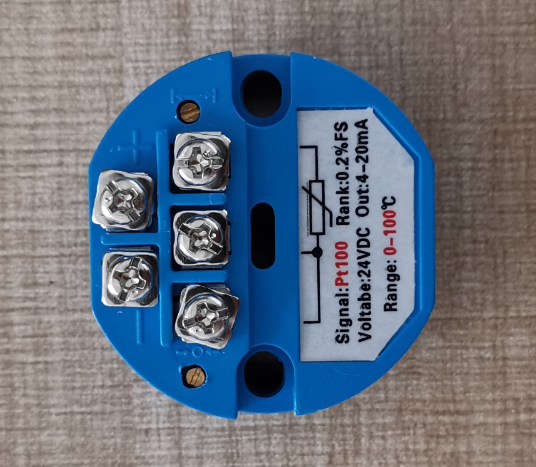 Signal:Pt100 Rank:0.2%FS
Voltabe:24VDC Out:4-20mA
Range: 0-100℃